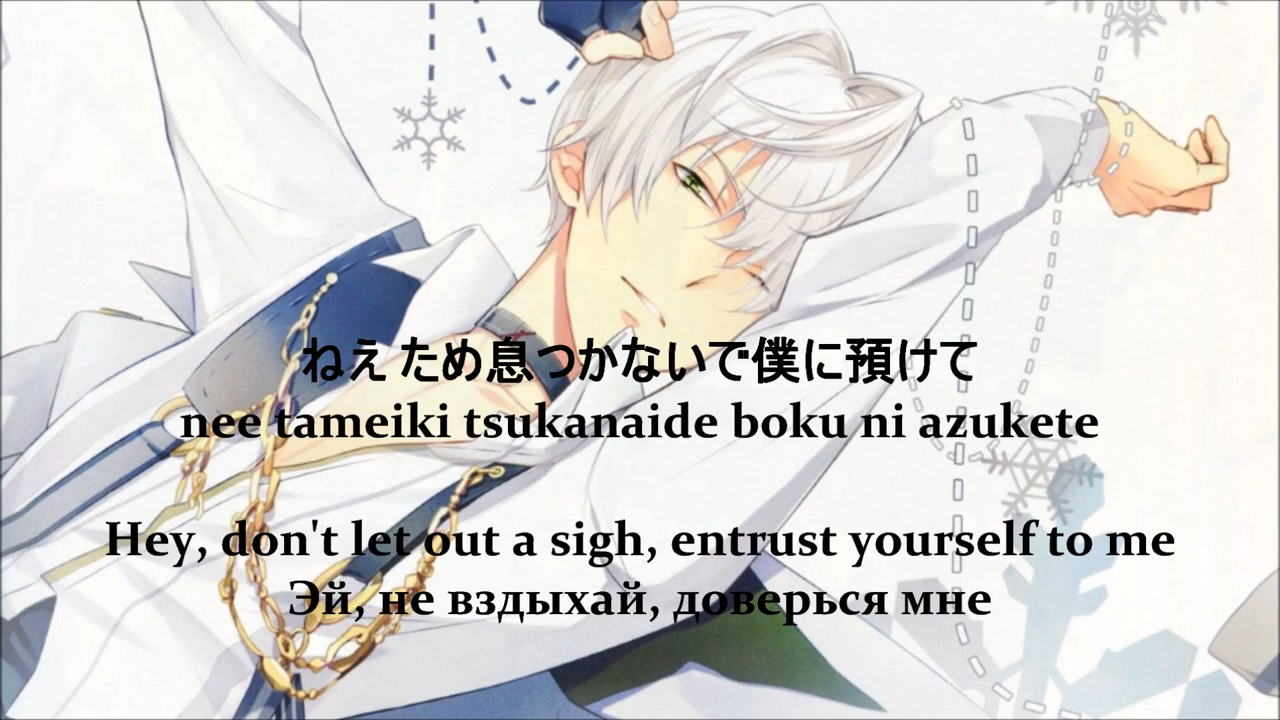 ねえ ため息つかないで僕に預けて
nee tameiki tsukanaide boku ni azukete
Hey, don't let out a sigh, entrust yourself to me
Эй, не вздыхай, доверься мне